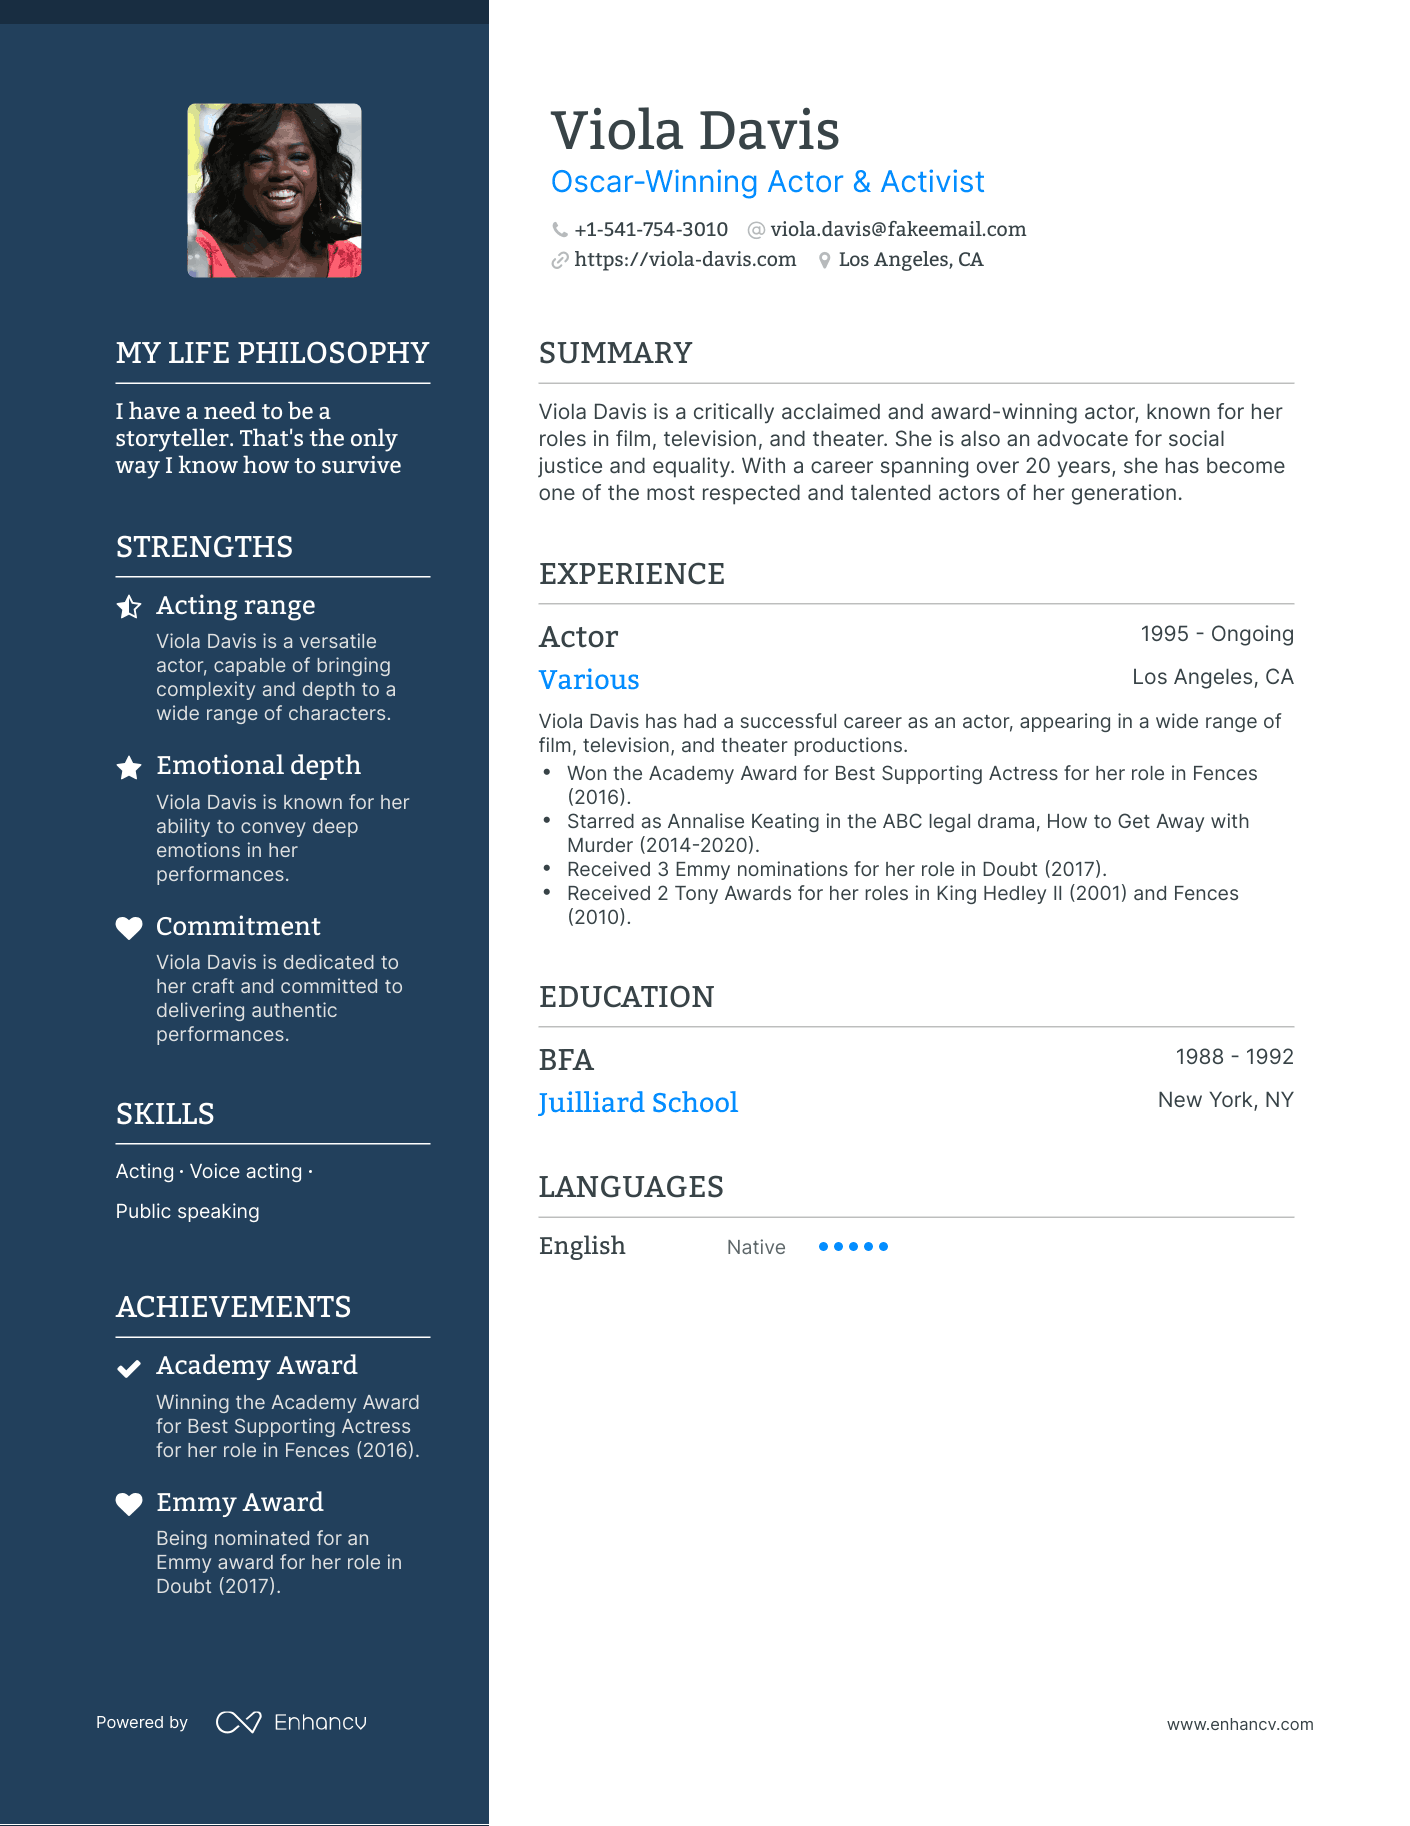 Viola Davis
Oscar-Winning Actor & Activist
+1-541-754-3010 @ viola.davis@fakeemail.com
https://viola-davis.com Los Angeles, CA
MY LIFE PHILOSOPHY
I have a need to be a
storyteller. That's the only
way I know how to survive
STRENGTHS
Acting range
Viola Davis is a versatile
actor, capable of bringing
complexity and depth to a
wide range of characters.
Emotional depth
Viola Davis is known for her
ability to convey deep
emotions in her
performances.
Commitment
Viola Davis is dedicated to
her craft and committed to
delivering authentic
performances.
SKILLS
Acting · Voice acting ·
Public speaking
ACHIEVEMENTS
Academy Award
Winning the Academy Award
for Best Supporting Actress
for her role in Fences (2016).
Emmy Award
Being nominated for an
Emmy award for her role in
Doubt (2017).
SUMMARY
Viola Davis is a critically acclaimed and award-winning actor, known for her
roles in film, television, and theater. She is also an advocate for social
justice and equality. With a career spanning over 20 years, she has become
one of the most respected and talented actors of her generation.
EXPERIENCE
Actor 1995 - Ongoing
Various Los Angeles, CA
Viola Davis has had a successful career as an actor, appearing in a wide range of
film, television, and theater productions.
• Won the Academy Award for Best Supporting Actress for her role in Fences
(2016).
• Starred as Annalise Keating in the ABC legal drama, How to Get Away with
Murder (2014-2020).
• Received 3 Emmy nominations for her role in Doubt (2017).
• Received 2 Tony Awards for her roles in King Hedley II (2001) and Fences
(2010).
EDUCATION
BFA 1988 - 1992
Juilliard School New York, NY
LANGUAGES
English Native
Powered by Enhancv
www.enhancv.com